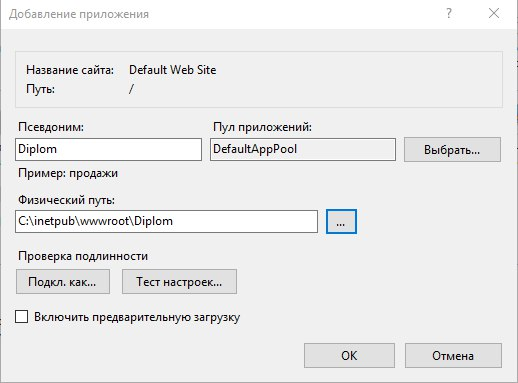 Добавление приложения
Название сайта: Default Web Site
Путь: /
Псевдоним: Пул приложений:
Diplom DefaultAppPool Выбрать...
Пример: продажи
Физический путь:
C:\inetpub\wwwroot\Diplom ...
Проверка подлинности
Подкл. как... Тест настроек...
Включить предварительную загрузку
ОК Отмена